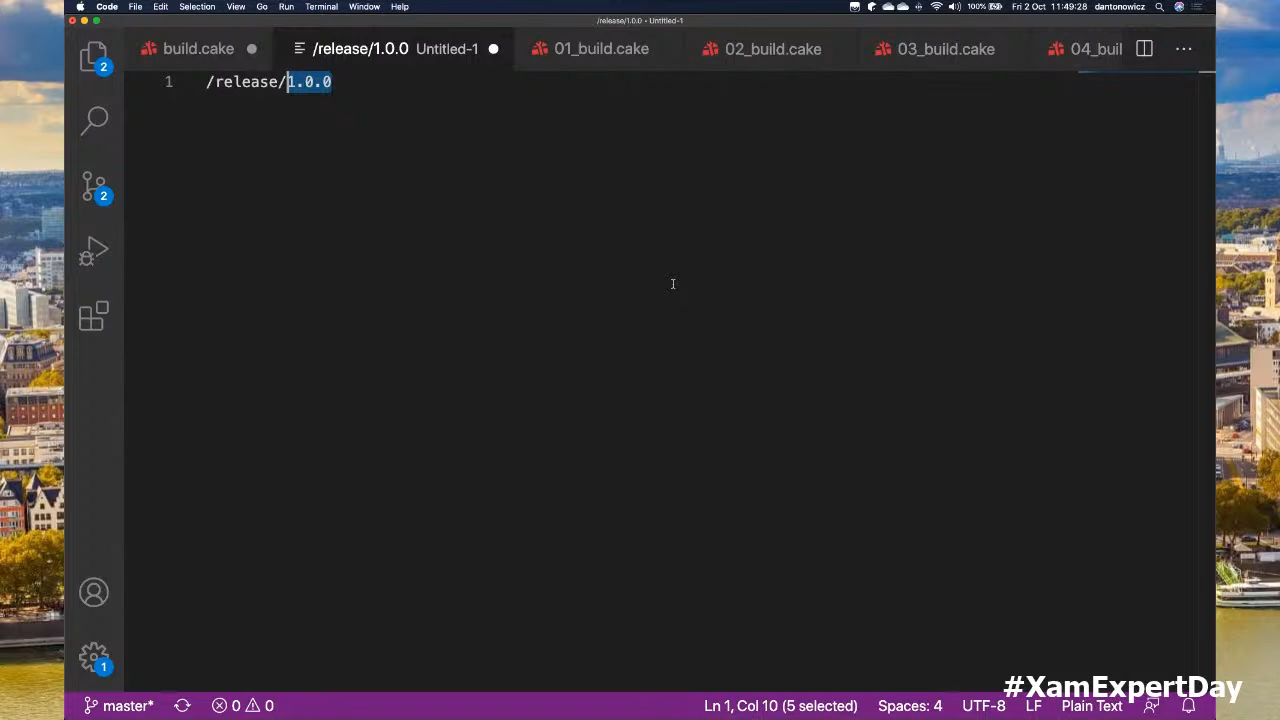 Code File Edit Selection View Go Run Terminal Window Help 100% Fri 2 Oct 11:49:28 dantonowicz
/release/1.0.0 • Untitled-1
build.cake /release/1.0.0 Untitled-1 01_build.cake 02_build.cake 03_build.cake 04_buil
1 /release/1.0.0
2
2
1
#XamExpertDay
master* 0 0 Ln 1, Col 10 (5 selected) Spaces: 4 UTF-8 LF Plain Text